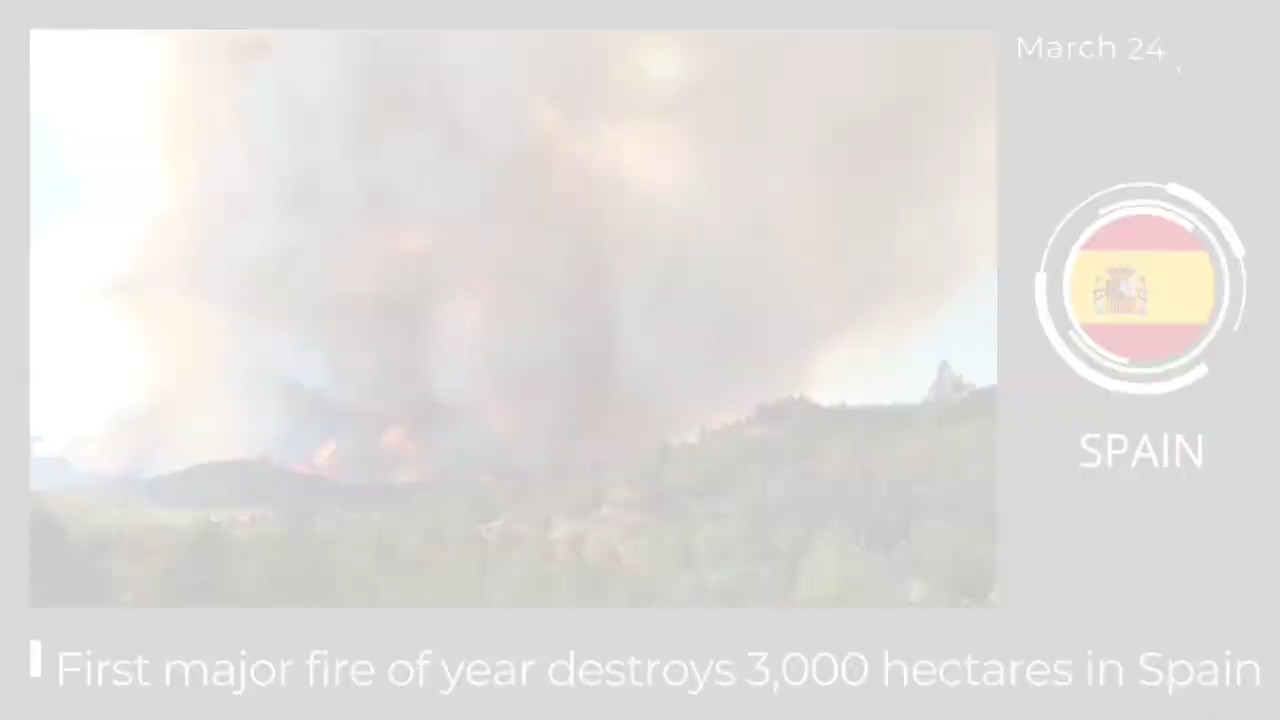 March 24,
SPAIN
First major fire of year destroys 3,000 hectares in Spain